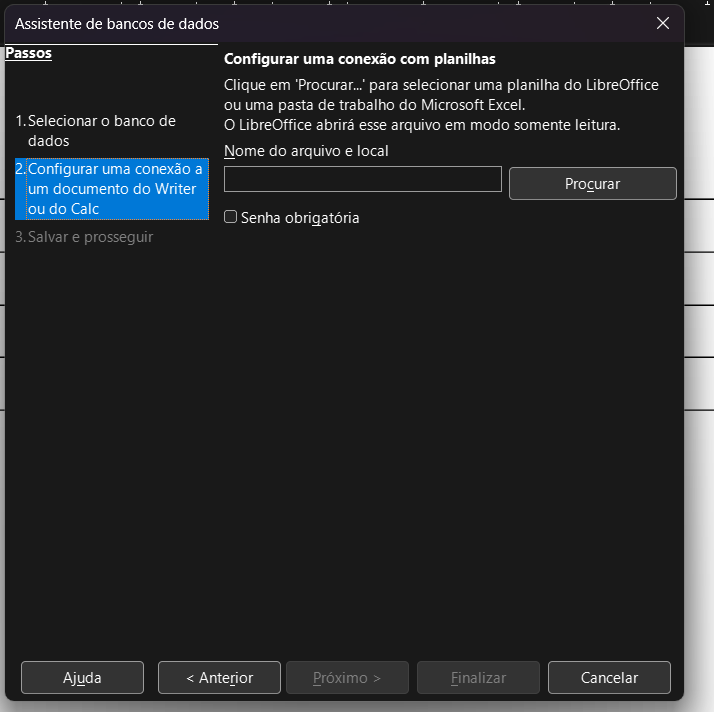 Assistente de bancos de dados
Passos
1. Selecionar o banco de
dados
2. Configurar uma conexão a
um documento do Writer
ou do Calc
3. Salvar e prosseguir
Configurar uma conexão com planilhas
Clique em 'Procurar...' para selecionar uma planilha do LibreOffice
ou uma pasta de trabalho do Microsoft Excel.
O LibreOffice abrirá esse arquivo em modo somente leitura.
Nome do arquivo e local
Procurar
Senha obrigatória
Ajuda
< Anterior
Próximo >
Finalizar
Cancelar